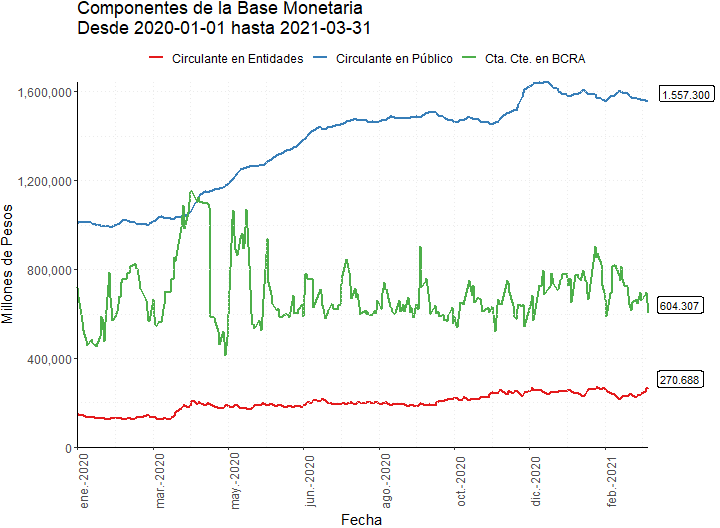 Componentes de la Base Monetaria
Desde 2020-01-01 hasta 2021-03-31
Circulante en Entidades Circulante en Público Cta. Cte. en BCRA
1,600,000
1,200,000
800,000
400,000
0
Millones de Pesos
1.557.300
604.307
270.688
ene.-2020
mar.-2020
may.-2020
jun.-2020
ago.-2020
oct.-2020
dic.-2020
feb.-2021
Fecha